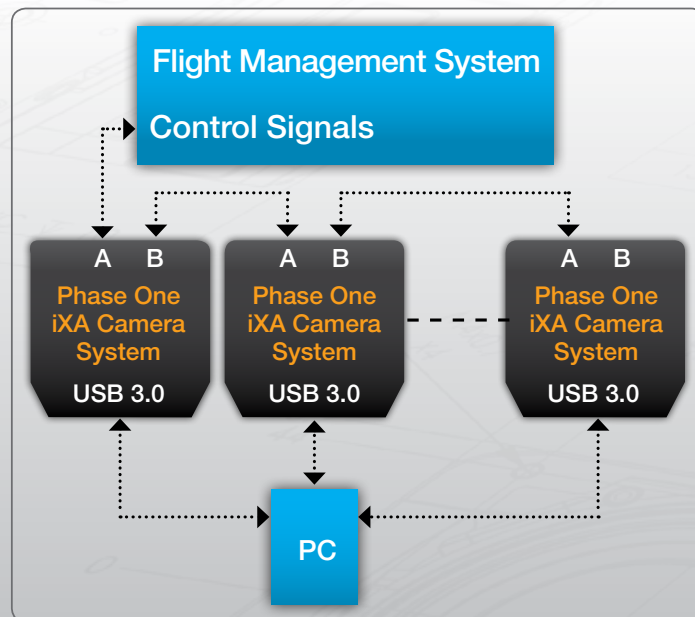 Flight Management System
Control Signals
A B
Phase One
iXA Camera
System
USB 3.0
A B
Phase One
iXA Camera
System
USB 3.0
A B
Phase One
iXA Camera
System
USB 3.0
PC